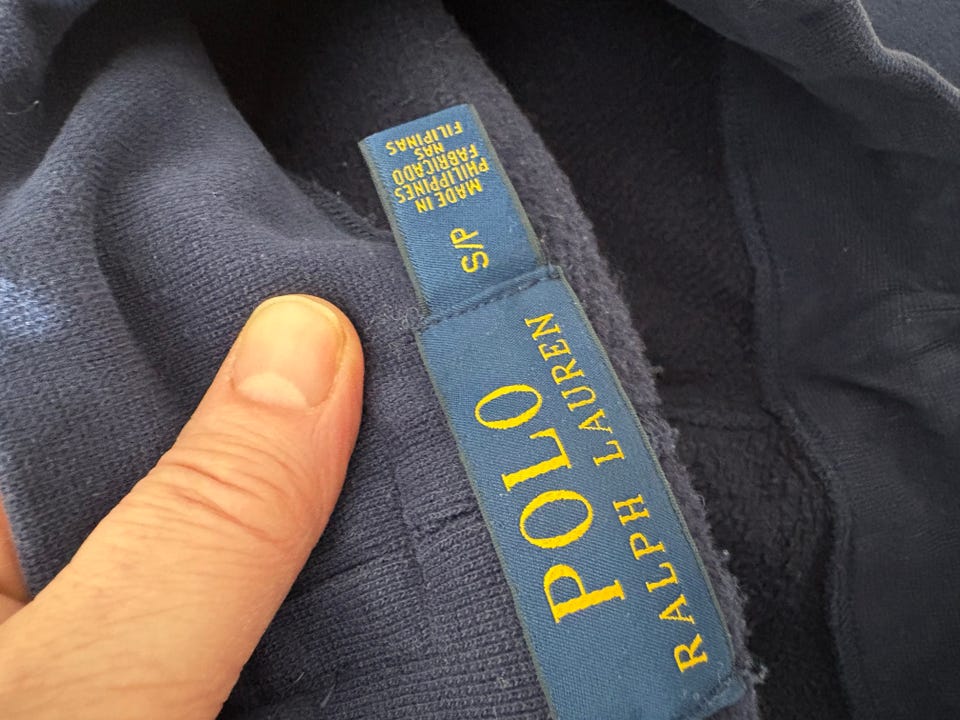 POLO
RALPH LAUREN
S/P
MADE IN
PHILIPPINES
FABRICADO
NAS
FILIPINAS